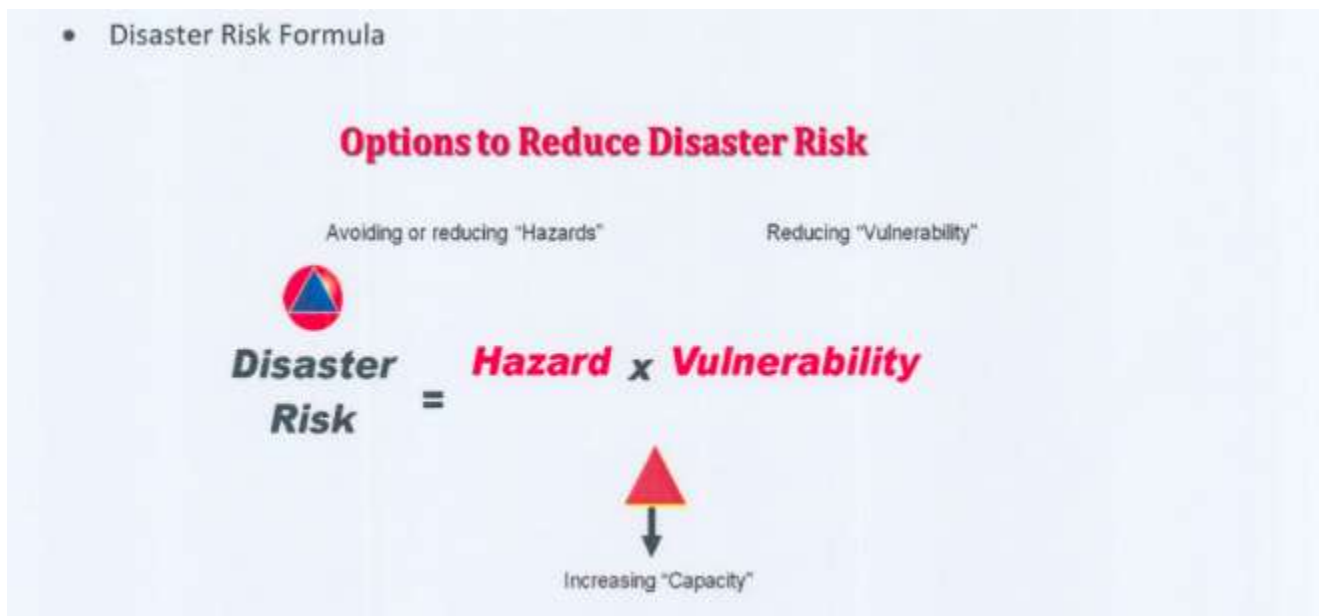 • Disaster Risk Formula
Options to Reduce Disaster Risk
Avoiding or reducing "Hazards" Reducing "Vulnerability"
Disaster Risk = Hazard x Vulnerability
Increasing "Capacity"